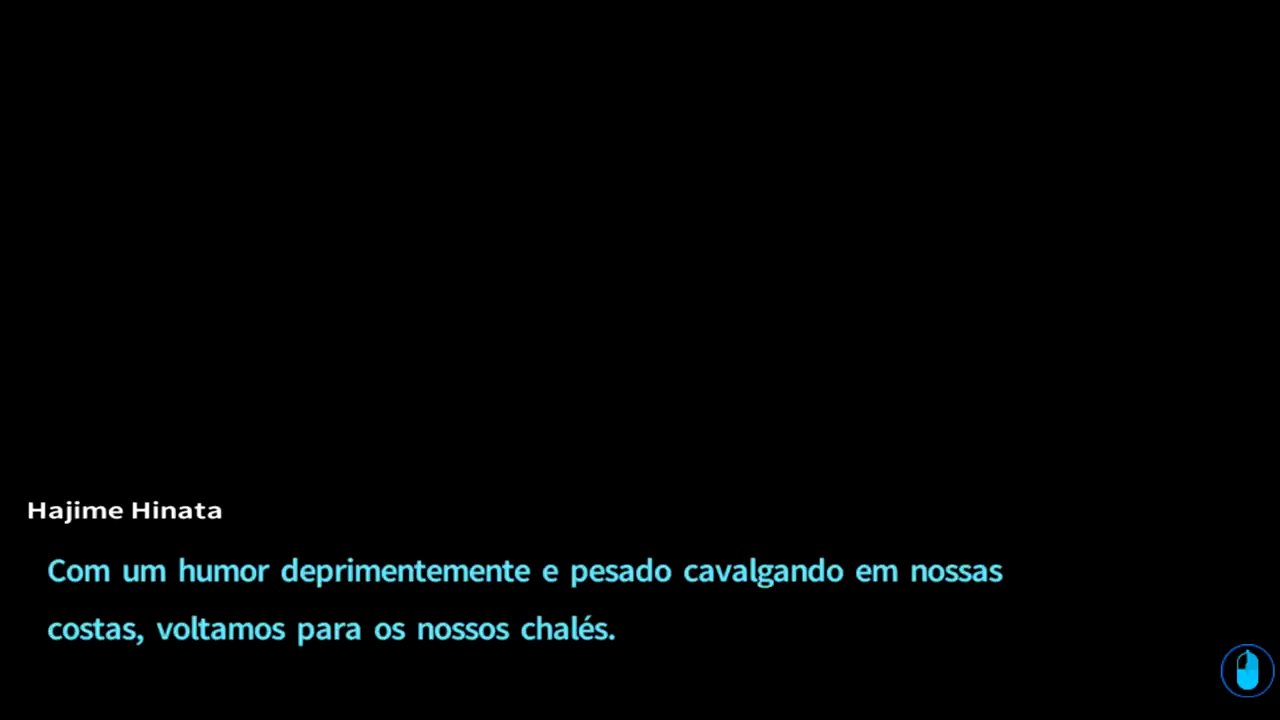 Hajime Hinata
Com um humor deprimentemente e pesado cavalgando em nossas
costas, voltamos para os nossos chalés.